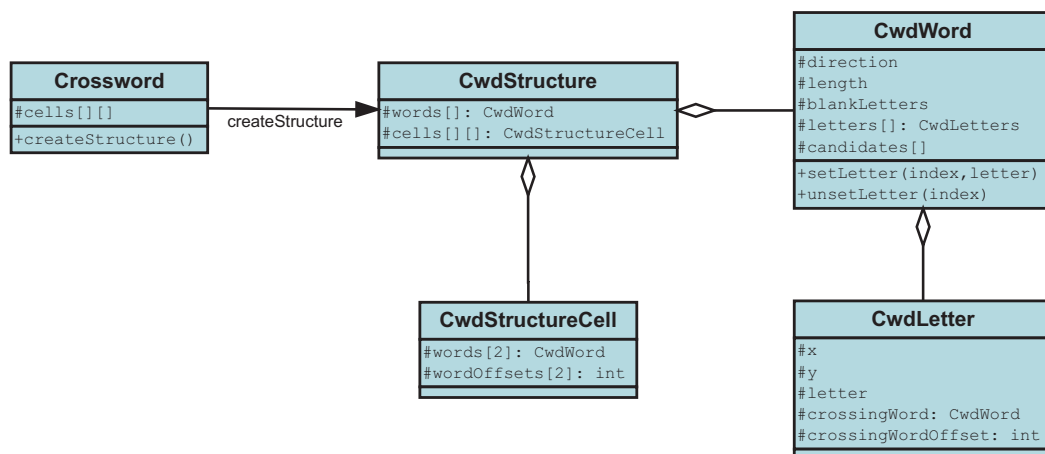 Crossword
#cells[][]
+createStructure()
createStructure
CwdStructure
#words[]: CwdWord
#cells[][]: CwdStructureCell
CwdWord
#direction
#length
#blankLetters
#letters[]: CwdLetters
#candidates[]
+setLetter(index,letter)
+unsetLetter(index)
CwdStructureCell
#words[2]: CwdWord
#wordOffsets[2]: int
CwdLetter
#x
#y
#letter
#crossingWord: CwdWord
#crossingWordOffset: int